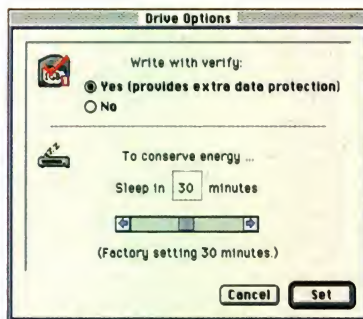 Drive Options
Write with verify:
Yes (provides extra data protection)
No
To conserve energy ...
Sleep in 30 minutes
(Factory setting 30 minutes.)
Cancel Set